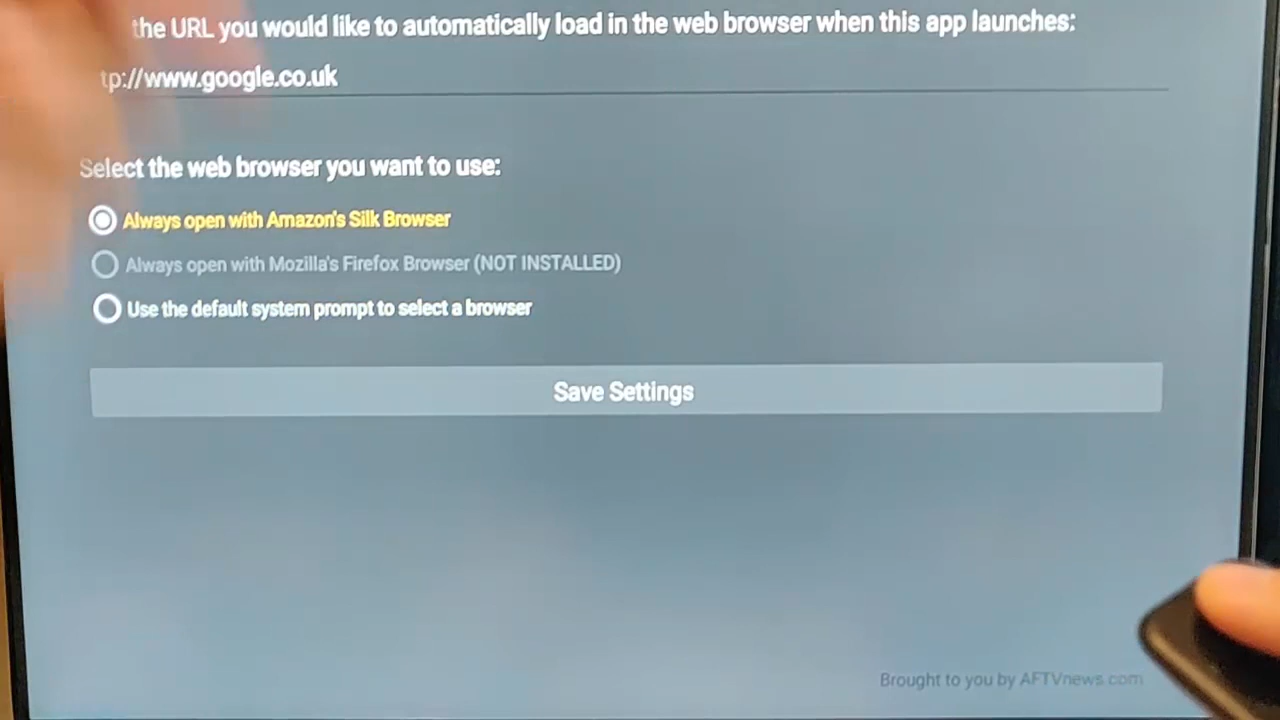 the URL you would like to automatically load in the web browser when this app launches:
tp://www.google.co.uk
Select the web browser you want to use:
Always open with Amazon's Silk Browser
Always open with Mozilla's Firefox Browser (NOT INSTALLED)
Use the default system prompt to select a browser
Save Settings
Brought to you by AFTVnews.com